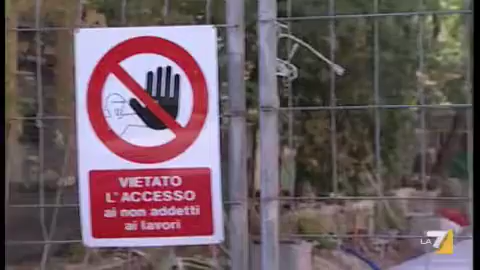 VIETATO
L'ACCESSO
ai non addetti
ai lavori
LA7